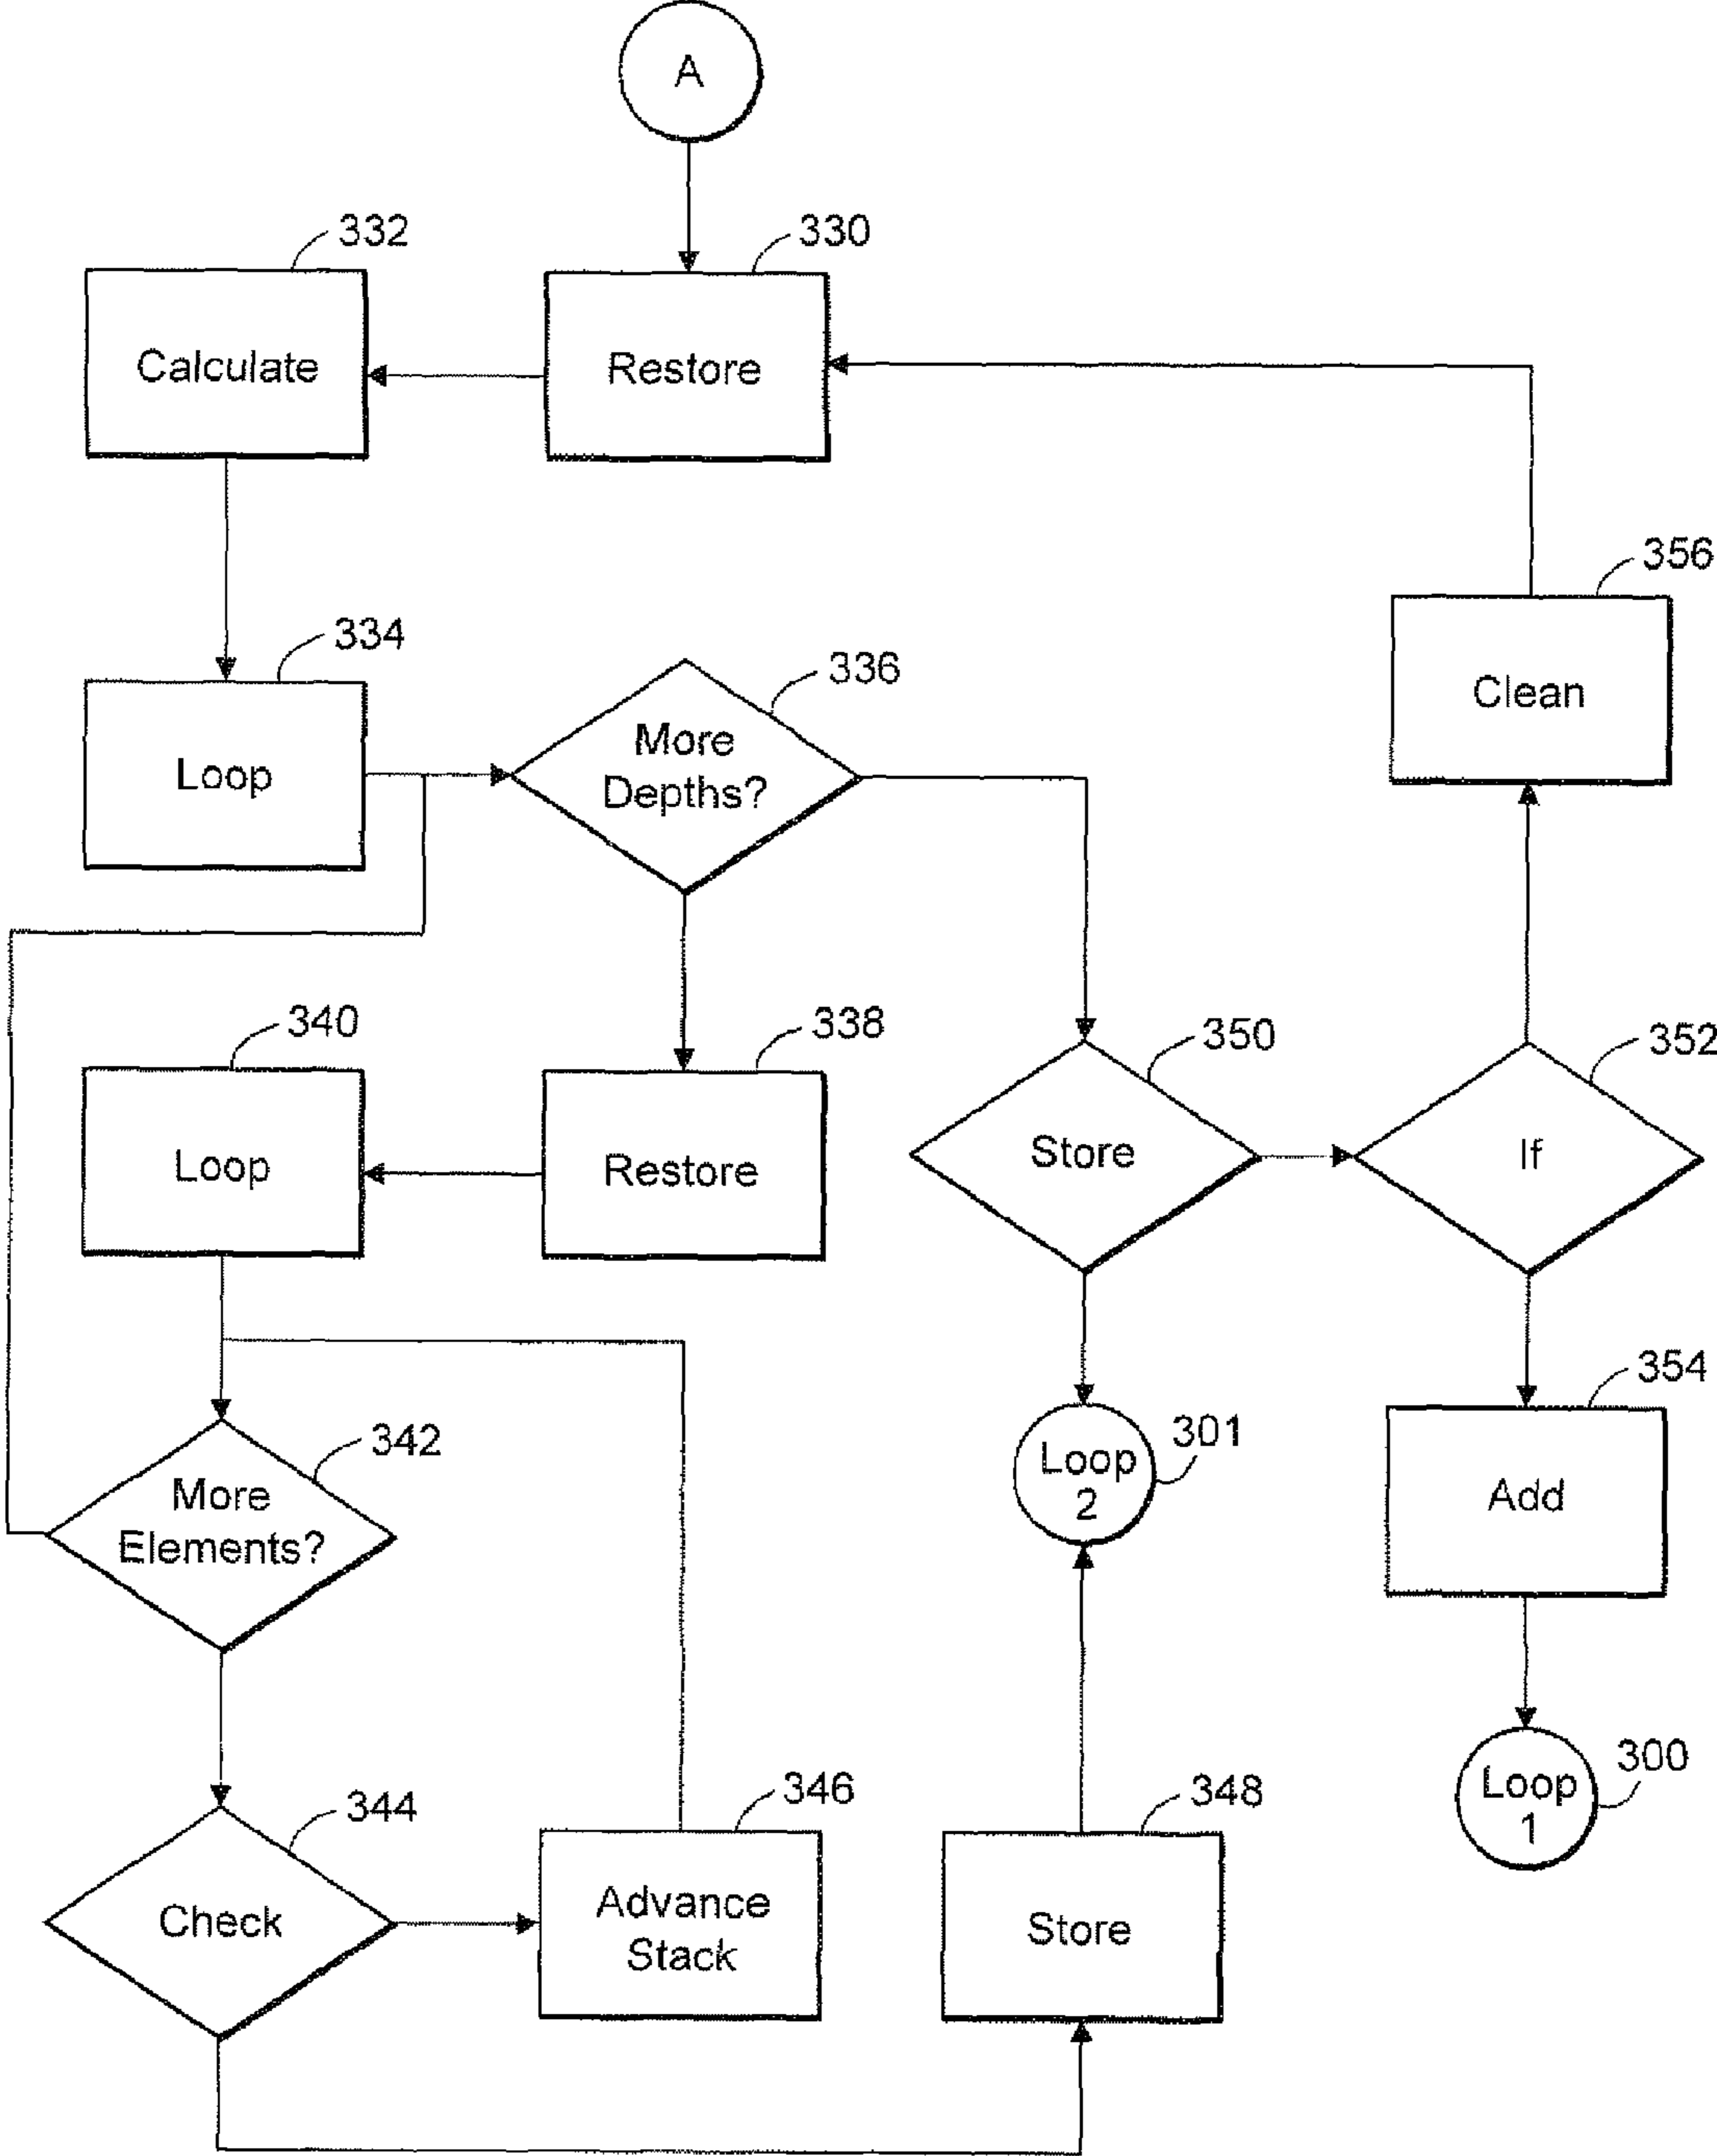 A
332
330
Calculate
Restore
356
334
336
Clean
More
Depths?
Loop
340
338
350
352
Loop
Restore
Store
If
354
342
301
Loop
2
More
Elements?
Add
300
344
346
348
Loop
1
Check
Advance
Stack
Store